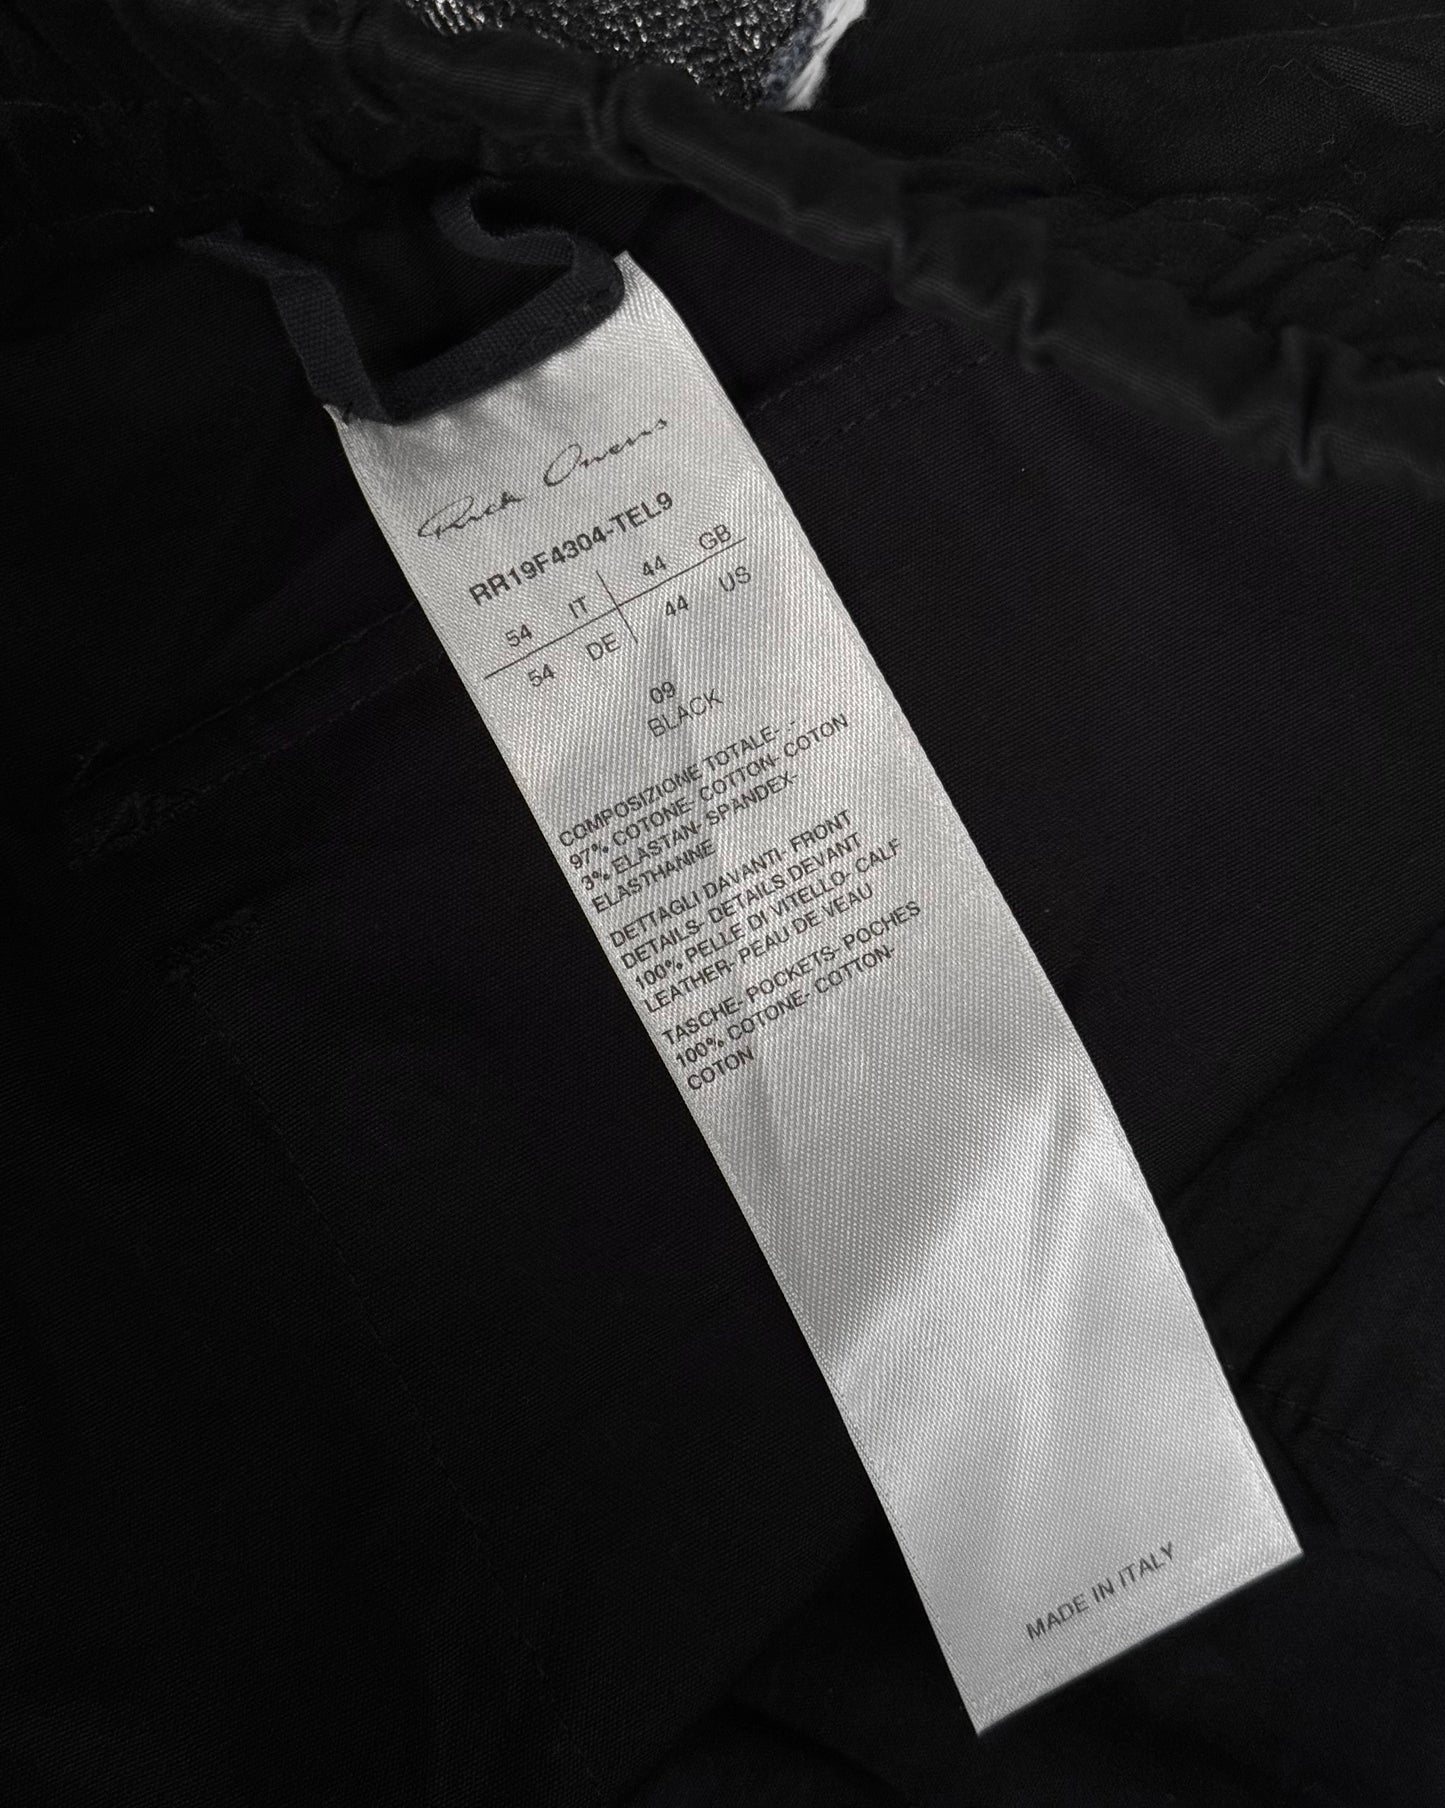 Rick Owens
RR19F4304-TEL9
54 IT 44 GB
54 DE 44 US
09
BLACK
COMPOSIZIONE TOTALE- -
97% COTONE- COTTON- COTON
3% ELASTAN- SPANDEX-
ELASTHANNE
DETTAGLI DAVANTI- FRONT
DETAILS- DETAILS DEVANT
100% PELLE DI VITELLO- CALF
LEATHER- PEAU DE VEAU
TASCHE- POCKETS- POCHES
100% COTONE- COTTON-
COTON
MADE IN ITALY